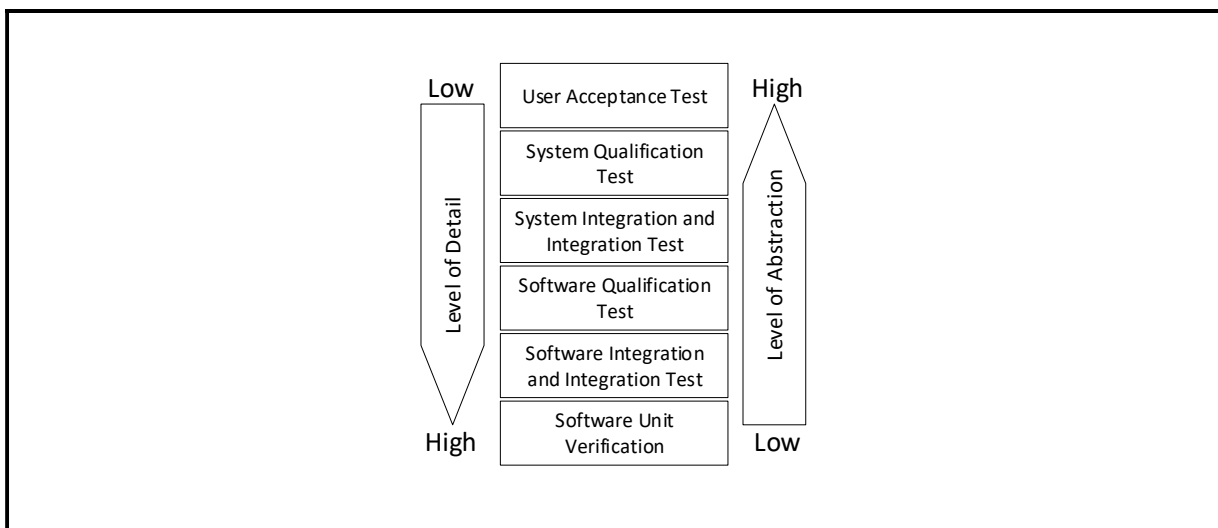 Low
High
User Acceptance Test
System Qualification
Test
System Integration and
Integration Test
Software Qualification
Test
Software Integration
and Integration Test
Software Unit
Verification
Level of Detail
Level of Abstraction
High
Low